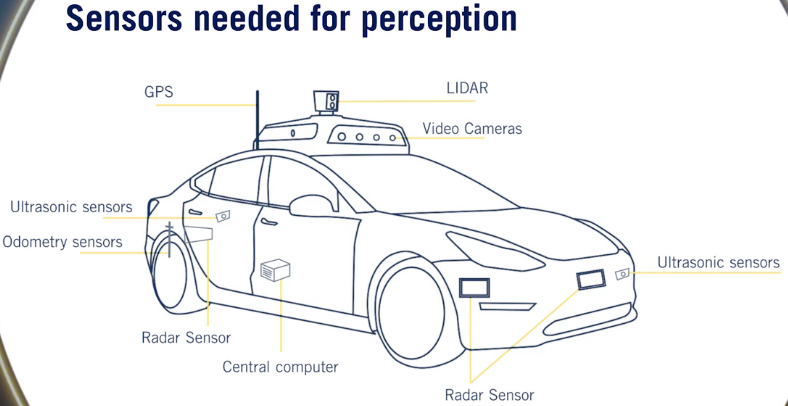 Sensors needed for perception
GPS
LIDAR
Video Cameras
Ultrasonic sensors
Odometry sensors
Ultrasonic sensors
Radar Sensor
Central computer
Radar Sensor